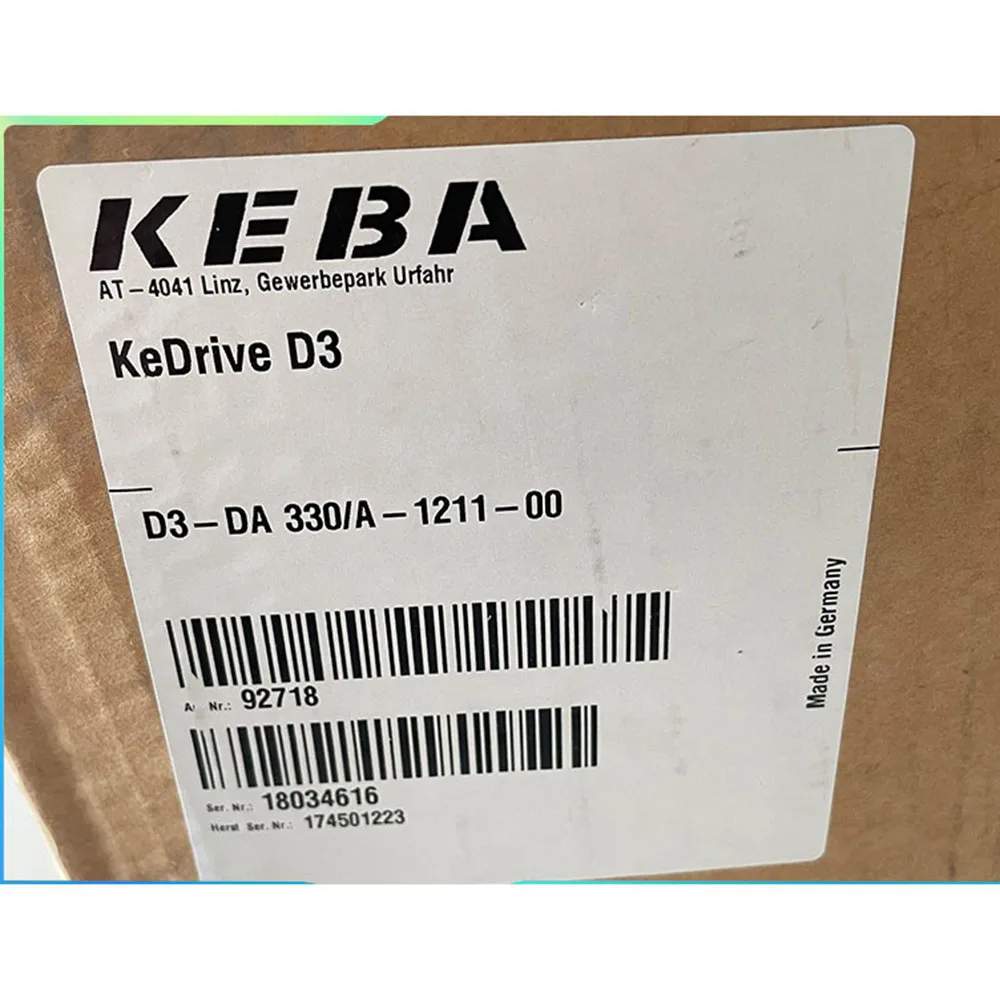 KEBA
AT-4041 Linz, Gewerbepark Urfahr
KeDrive D3
D3-DA 330/A-1211-00
Made in Germany
Nr.: 92718
Ser. Nr.: 18034616
Herst Ser. Nr.: 174501223